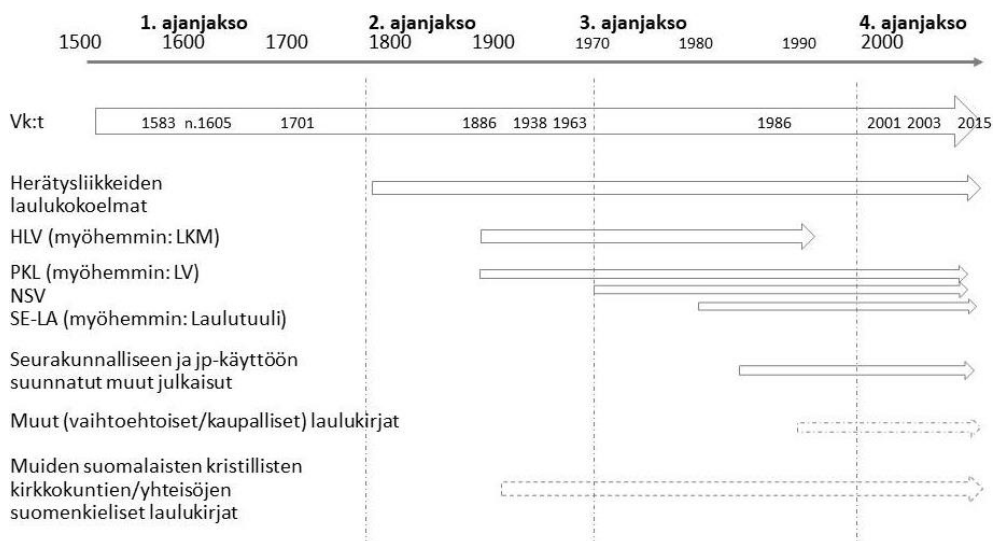 1. ajanjakso 2. ajanjakso 3. ajanjakso 4. ajanjakso
1500 1600 1700 1800 1900 1970 1980 1990 2000
Vk:t 1583 n.1605 1701 1886 1938 1963 1986 2001 2003 2015
Herätysliikkeiden
laulukokoelmat
HLV (myöhemmin: LKM)
PKL (myöhemmin: LV)
NSV
SE-LA (myöhemmin: Laulutuuli)
Seurakunnalliseen ja jp-käyttöön
suunnatut muut julkaisut
Muut (vaihtoehtoiset/kaupalliset) laulukirjat
Muiden suomalaisten kristillisten
kirkkokuntien/yhteisöjen
suomenkieliset laulukirjat